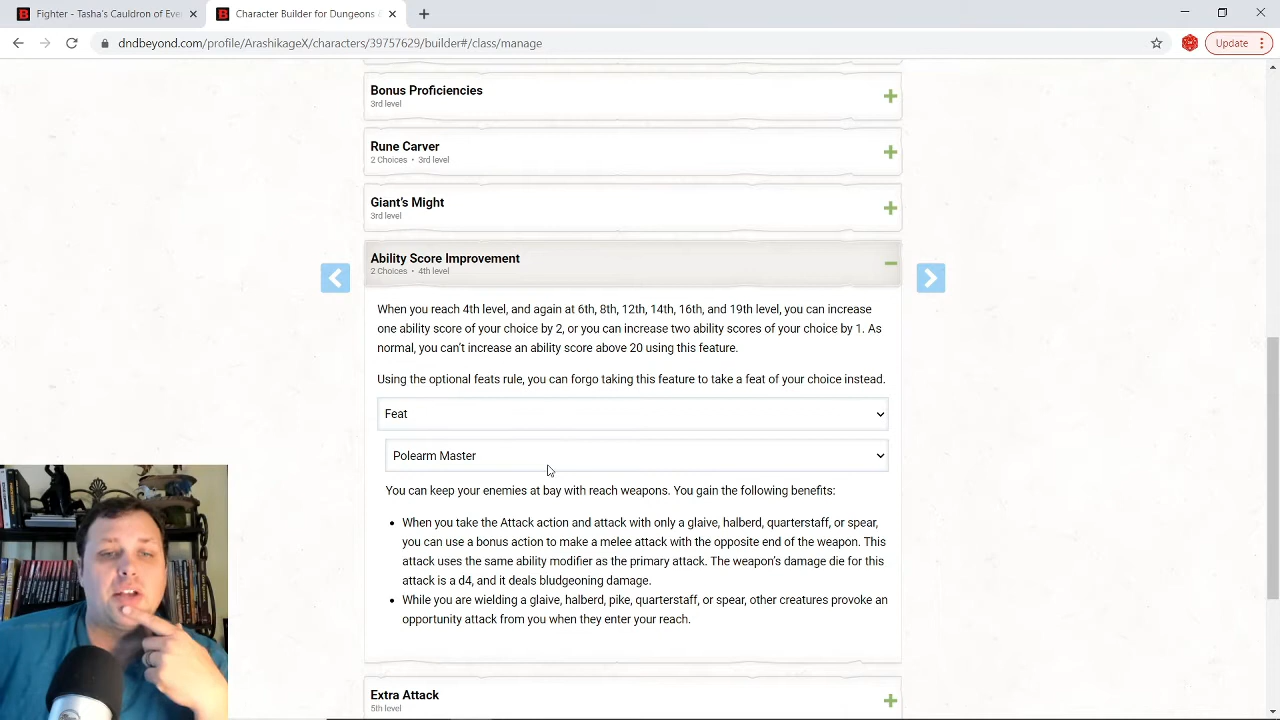 Fighter - Tasha's Cauldron of Eve
Character Builder for Dungeons &
dndbeyond.com/profile/ArashikageX/characters/39757629/builder#/class/manage
Update
Bonus Proficiencies
3rd level
Rune Carver
2 Choices • 3rd level
Giant's Might
3rd level
Ability Score Improvement
2 Choices • 4th level
When you reach 4th level, and again at 6th, 8th, 12th, 14th, 16th, and 19th level, you can increase
one ability score of your choice by 2, or you can increase two ability scores of your choice by 1. As
normal, you can't increase an ability score above 20 using this feature.
Using the optional feats rule, you can forgo taking this feature to take a feat of your choice instead.
Feat
Polearm Master
You can keep your enemies at bay with reach weapons. You gain the following benefits:
• When you take the Attack action and attack with only a glaive, halberd, quarterstaff, or spear,
you can use a bonus action to make a melee attack with the opposite end of the weapon. This
attack uses the same ability modifier as the primary attack. The weapon's damage die for this
attack is a d4, and it deals bludgeoning damage.
• While you are wielding a glaive, halberd, pike, quarterstaff, or spear, other creatures provoke an
opportunity attack from you when they enter your reach.
Extra Attack
5th level